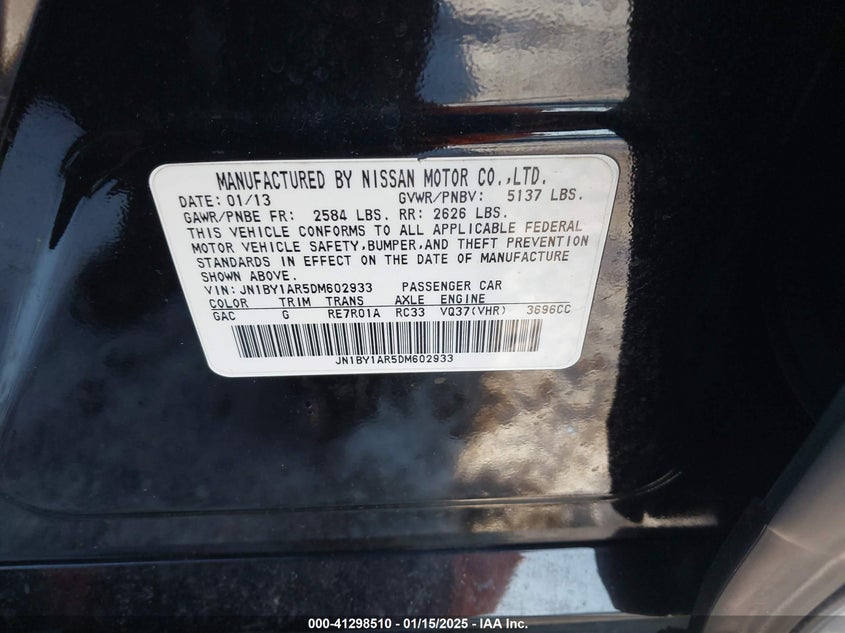 MANUFACTURED BY NISSAN MOTOR CO.,LTD.
DATE: 01/13 GVWR/PNBV: 5137 LBS.
GAWR/PNBE FR: 2584 LBS. RR: 2626 LBS.
THIS VEHICLE CONFORMS TO ALL APPLICABLE FEDERAL
MOTOR VEHICLE SAFETY,BUMPER,AND THEFT PREVENTION
STANDARDS IN EFFECT ON THE DATE OF MANUFACTURE
SHOWN ABOVE.
VIN: JN1BY1AR5DM602933 PASSENGER CAR
COLOR TRIM TRANS AXLE ENGINE
GAC G RE7R01A RC33 VQ37(VHR) 3696CC
JN1BY1AR5DM602933
000-41298510 - 01/15/2025 - IAA Inc.